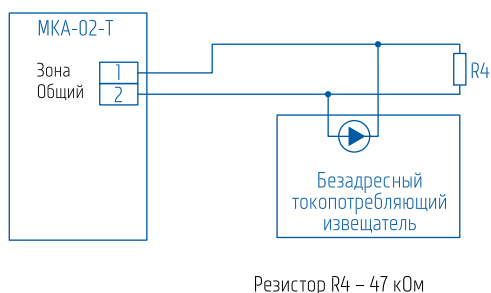 МКА-02-Т
Зона 1
Общий 2
R4
Безадресный
токопотребляющий
извещатель
Резистор R4 – 47 кОм